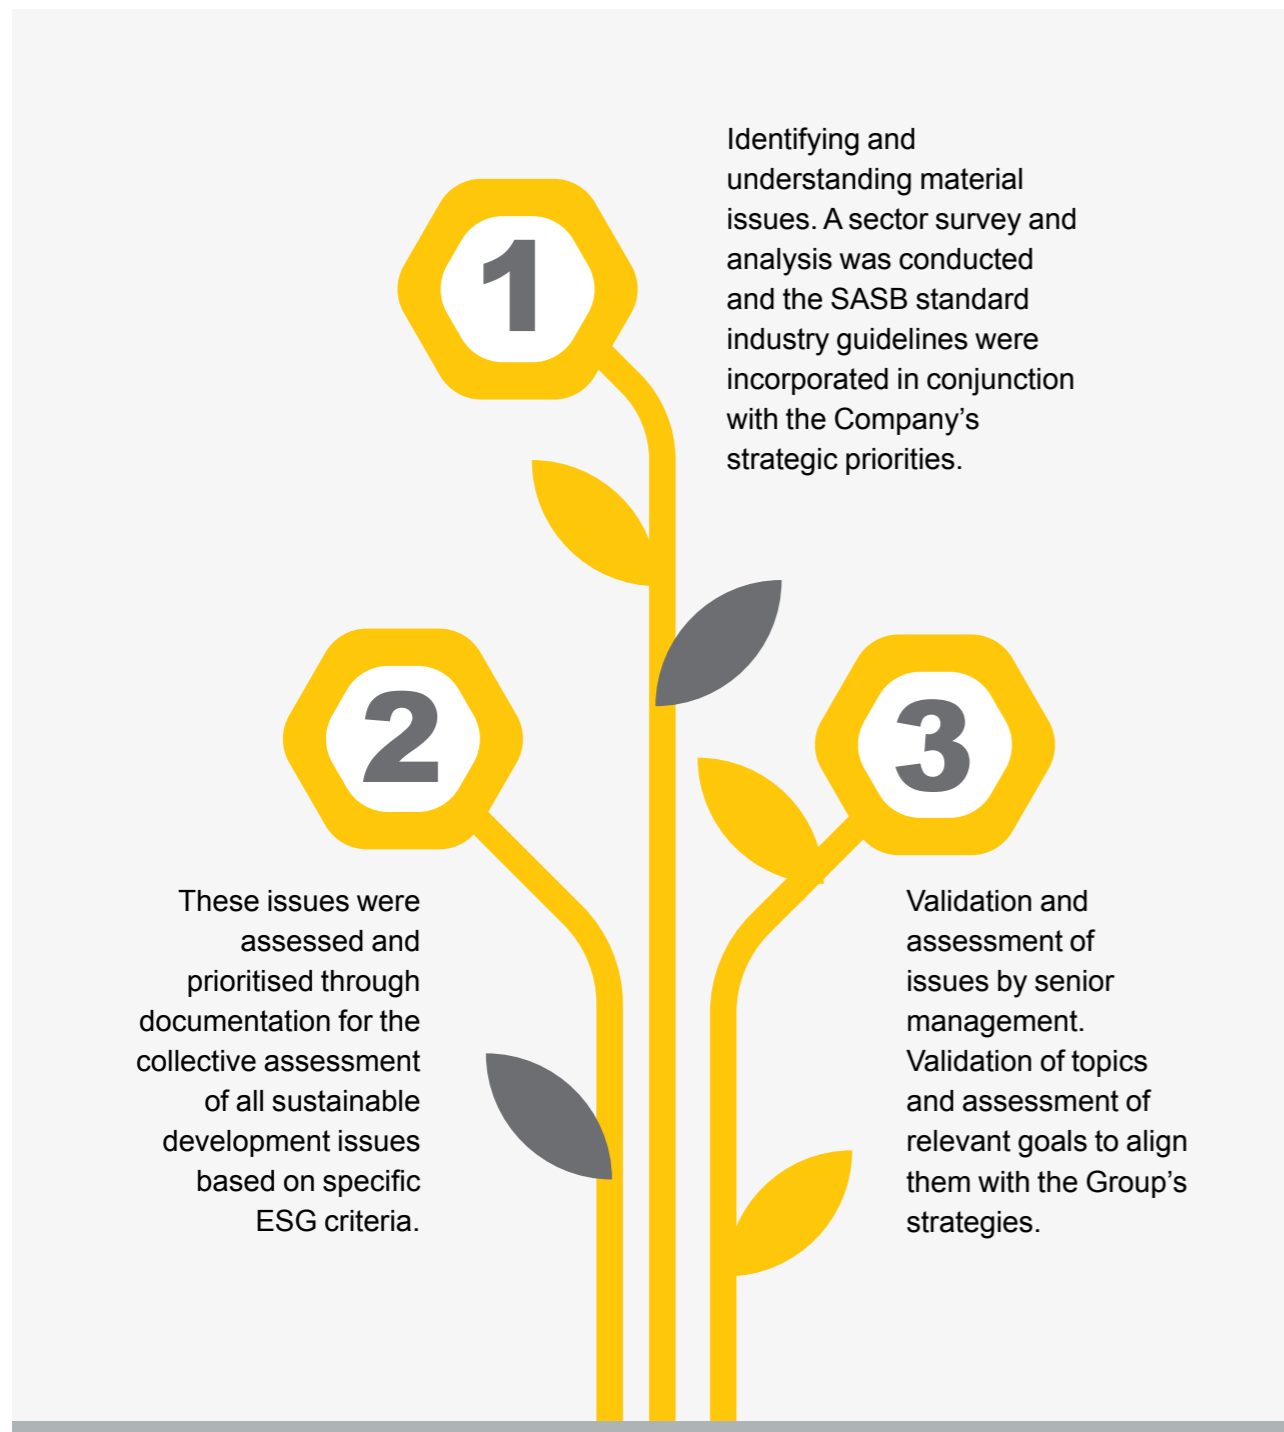 1
Identifying and
understanding material
issues. A sector survey and
analysis was conducted
and the SASB standard
industry guidelines were
incorporated in conjunction
with the Company’s
strategic priorities.
2
These issues were
assessed and
prioritised through
documentation for the
collective assessment
of all sustainable
development issues
based on specific
ESG criteria.
3
Validation and
assessment of
issues by senior
management.
Validation of topics
and assessment of
relevant goals to align
them with the Group’s
strategies.